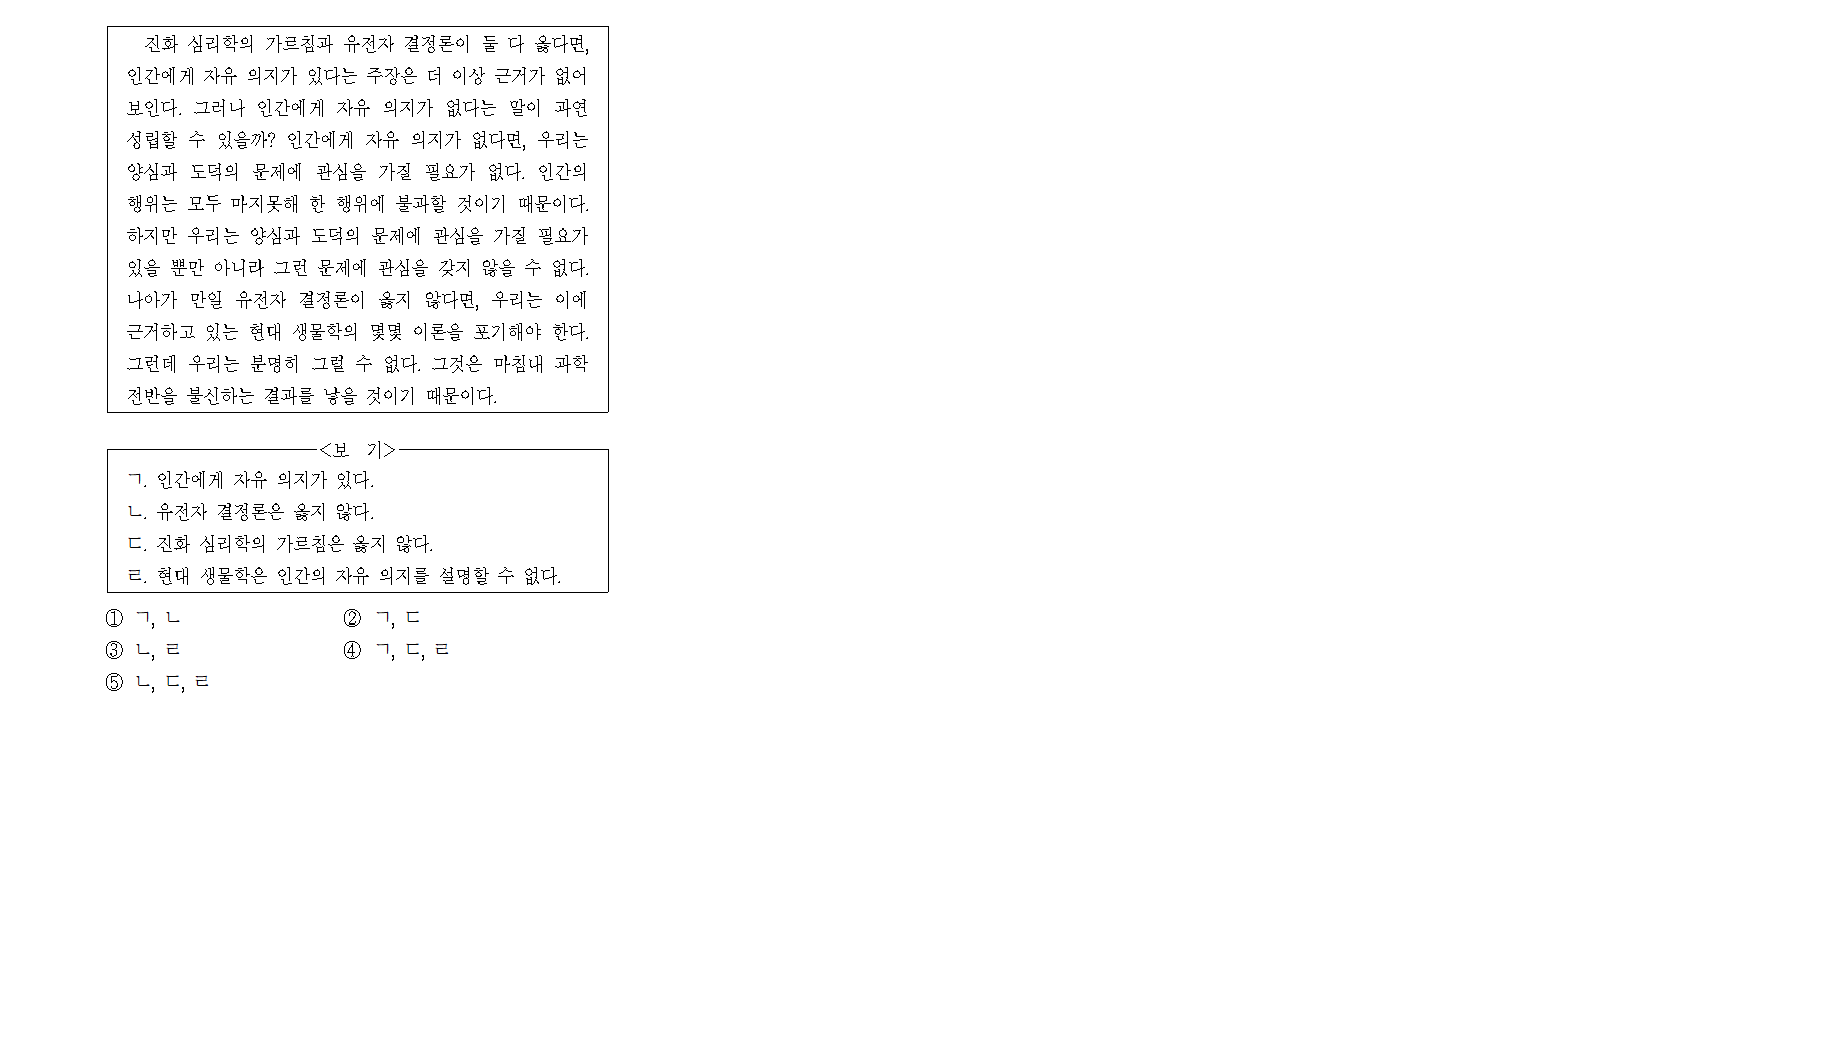 진화 심리학의 가르침과 유전자 결정론이 둘 다 옳다면,
인간에게 자유 의지가 있다는 주장은 더 이상 근거가 없어
보인다. 그러나 인간에게 자유 의지가 없다는 말이 과연
성립할 수 있을까? 인간에게 자유 의지가 없다면, 우리는
양심과 도덕의 문제에 관심을 가질 필요가 없다. 인간의
행위는 모두 마지못해 한 행위에 불과할 것이기 때문이다.
하지만 우리는 양심과 도덕의 문제에 관심을 가질 필요가
있을 뿐만 아니라 그런 문제에 관심을 갖지 않을 수 없다.
나아가 만일 유전자 결정론이 옳지 않다면, 우리는 이에
근거하고 있는 현대 생물학의 몇몇 이론을 포기해야 한다.
그런데 우리는 분명히 그럴 수 없다. 그것은 마침내 과학
전반을 불신하는 결과를 낳을 것이기 때문이다.
<보 기>
ㄱ. 인간에게 자유 의지가 있다.
ㄴ. 유전자 결정론은 옳지 않다.
ㄷ. 진화 심리학의 가르침은 옳지 않다.
ㄹ. 현대 생물학은 인간의 자유 의지를 설명할 수 없다.
① ㄱ, ㄴ ② ㄱ, ㄷ
③ ㄴ, ㄹ ④ ㄱ, ㄷ, ㄹ
⑤ ㄴ, ㄷ, ㄹ